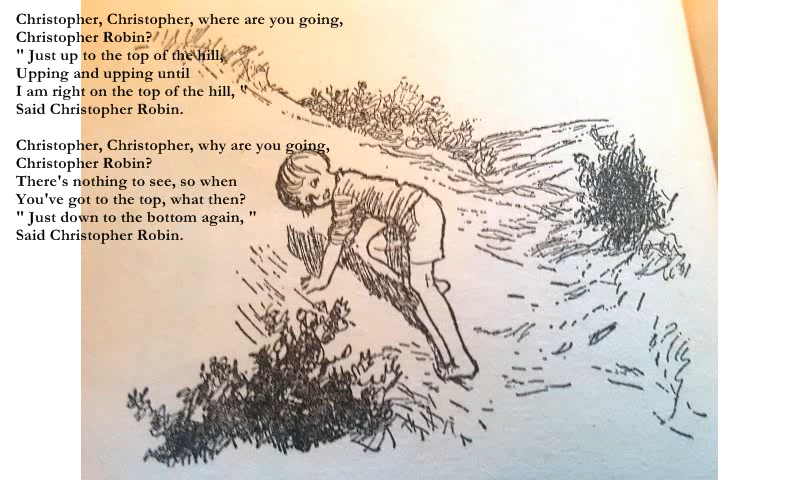 Christopher, Christopher, where are you going,
Christopher Robin?
" Just up to the top of the hill,
Upping and upping until
I am right on the top of the hill, "
Said Christopher Robin.

Christopher, Christopher, why are you going,
Christopher Robin?
There's nothing to see, so when
You've got to the top, what then?
" Just down to the bottom again, "
Said Christopher Robin.